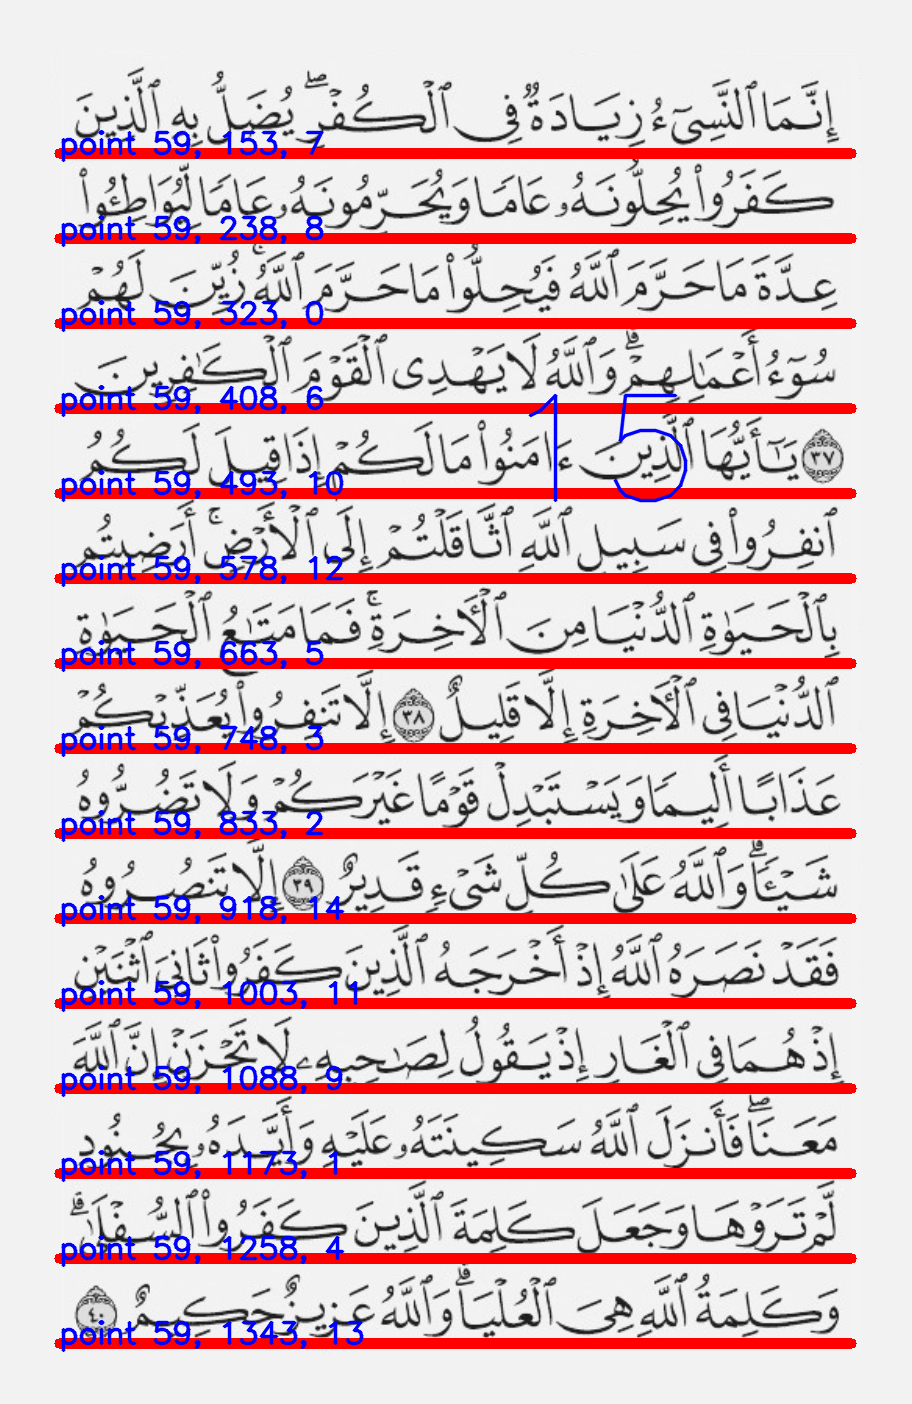 إِنَّمَا ٱلنَّسِىٓءُ زِيَادَةٌ فِى ٱلْكُفْرِ ۖ يُضَلُّ بِهِ ٱلَّذِينَ
point 59, 153, 7
كَفَرُوا۟ يُحِلُّونَهُۥ عَامًا وَيُحَرِّمُونَهُۥ عَامًا لِّيُوَاطِـُٔوا۟
point 59, 238, 8
عِدَّةَ مَا حَرَّمَ ٱللَّهُ فَيُحِلُّوا۟ مَا حَرَّمَ ٱللَّهُ ۚ زُيِّنَ لَهُمْ
point 59, 323, 0
سُوٓءُ أَعْمَـٰلِهِمْ ۗ وَٱللَّهُ لَا يَهْدِى ٱلْقَوْمَ ٱلْكَـٰفِرِينَ
point 59, 408, 6
٣٧ يَـٰٓأَيُّهَا ٱلَّذِينَ ءَامَنُوا۟ مَا لَكُمْ إِذَا قِيلَ لَكُمُ
15
point 59, 493, 10
ٱنفِرُوا۟ فِى سَبِيلِ ٱللَّهِ ٱثَّاقَلْتُمْ إِلَى ٱلْأَرْضِ ۚ أَرَضِيتُم
point 59, 578, 12
بِٱلْحَيَوٰةِ ٱلدُّنْيَا مِنَ ٱلْـَٔاخِرَةِ ۚ فَمَا مَتَـٰعُ ٱلْحَيَوٰةِ
point 59, 663, 5
ٱلدُّنْيَا فِى ٱلْـَٔاخِرَةِ إِلَّا قَلِيلٌ ٣٨ إِلَّا تَنفِرُوا۟ يُعَذِّبْكُمْ
point 59, 748, 3
عَذَابًا أَلِيمًا وَيَسْتَبْدِلْ قَوْمًا غَيْرَكُمْ وَلَا تَضُرُّوهُ
point 59, 833, 2
شَيْـًٔا ۗ وَٱللَّهُ عَلَىٰ كُلِّ شَىْءٍ قَدِيرٌ ٣٩ إِلَّا تَنصُرُوهُ
point 59, 918, 14
فَقَدْ نَصَرَهُ ٱللَّهُ إِذْ أَخْرَجَهُ ٱلَّذِينَ كَفَرُوا۟ ثَانِىَ ٱثْنَيْنِ
point 59, 1003, 11
إِذْ هُمَا فِى ٱلْغَارِ إِذْ يَقُولُ لِصَـٰحِبِهِۦ لَا تَحْزَنْ إِنَّ ٱللَّهَ
point 59, 1088, 9
مَعَنَا ۖ فَأَنزَلَ ٱللَّهُ سَكِينَتَهُۥ عَلَيْهِ وَأَيَّدَهُۥ بِجُنُودٍ
point 59, 1173, 1
لَّمْ تَرَوْهَا وَجَعَلَ كَلِمَةَ ٱلَّذِينَ كَفَرُوا۟ ٱلسُّفْلَىٰ ۗ
point 59, 1258, 4
وَكَلِمَةُ ٱللَّهِ هِىَ ٱلْعُلْيَا ۗ وَٱللَّهُ عَزِيزٌ حَكِيمٌ ٤٠
point 59, 1343, 13